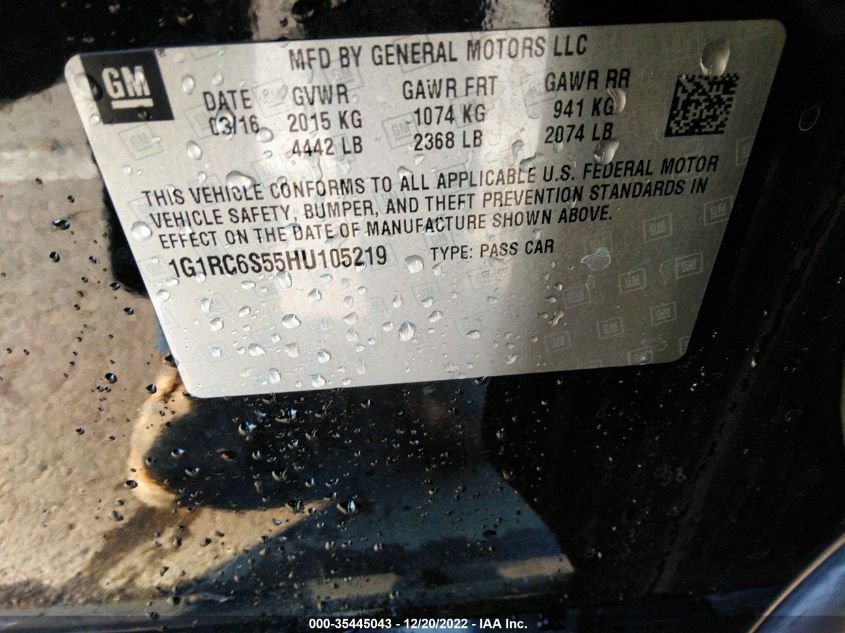 GM
MFD BY GENERAL MOTORS LLC
DATE GVWR GAWR FRT GAWR RR
03/16 2015 KG 1074 KG 941 KG
4442 LB 2368 LB 2074 LB
THIS VEHICLE CONFORMS TO ALL APPLICABLE U.S. FEDERAL MOTOR
VEHICLE SAFETY, BUMPER, AND THEFT PREVENTION STANDARDS IN
EFFECT ON THE DATE OF MANUFACTURE SHOWN ABOVE.
1G1RC6S55HU105219 TYPE: PASS CAR
000-35445043 - 12/20/2022 - IAA Inc.